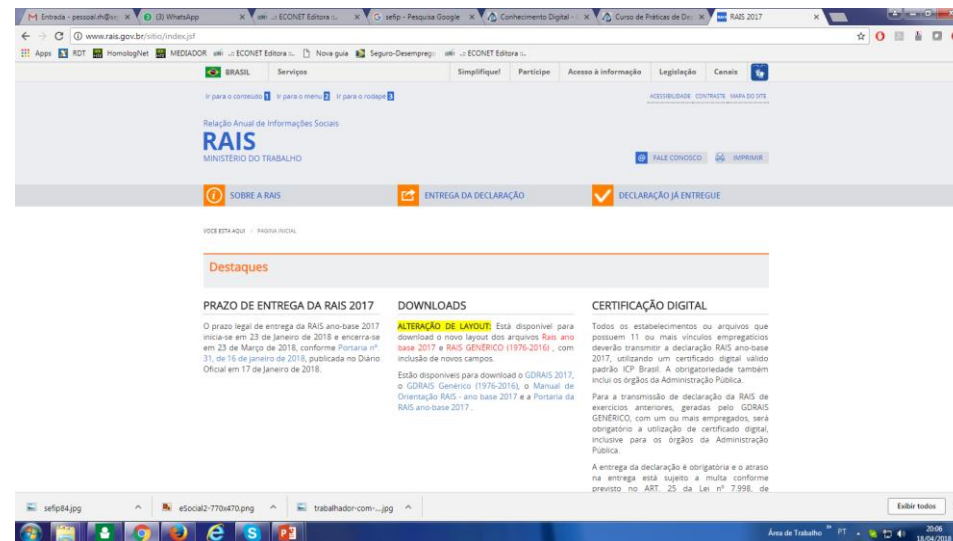 Entrada - pessoal.rh@
(3) WhatsApp
.:: ECONET Editora ::.
sefip - Pesquisa Google
Conhecimento Digital -
Curso de Práticas de De
RAIS 2017
www.rais.gov.br/sitio/index.jsf
Apps
RDT
HomologNet
MEDIADOR
.:: ECONET Editora ::.
Nova guia
Seguro-Desemprego
.:: ECONET Editora ::.
BRASIL
Serviços
Simplifique!
Participe
Acesso à informação
Legislação
Canais
Ir para o conteúdo 1
Ir para o menu 2
Ir para o rodapé 3
ACESSIBILIDADE
CONTRASTE
MAPA DO SITE
Relação Anual de Informações Sociais
RAIS
MINISTÉRIO DO TRABALHO
@ FALE CONOSCO
IMPRIMIR
SOBRE A RAIS
ENTREGA DA DECLARAÇÃO
DECLARAÇÃO JÁ ENTREGUE
VOCÊ ESTÁ AQUI
PÁGINA INICIAL
Destaques
PRAZO DE ENTREGA DA RAIS 2017
O prazo legal de entrega da RAIS ano-base 2017
inicia-se em 23 de Janeiro de 2018 e encerra-se
em 23 de Março de 2018, conforme Portaria nº
31, de 16 de janeiro de 2018, publicada no Diário
Oficial em 17 de Janeiro de 2018.
DOWNLOADS
ALTERAÇÃO DE LAYOUT: Está disponível para
download o novo layout dos arquivos Rais ano
base 2017 e RAIS GENÉRICO (1976-2016) , com
inclusão de novos campos.
Estão disponíveis para download o GDRAIS 2017,
o GDRAIS Genérico (1976-2016), o Manual de
Orientação RAIS - ano base 2017 e a Portaria da
RAIS ano-base 2017 .
CERTIFICAÇÃO DIGITAL
Todos os estabelecimentos ou arquivos que
possuem 11 ou mais vínculos empregatícios
deverão transmitir a declaração RAIS ano-base
2017, utilizando um certificado digital válido
padrão ICP Brasil. A obrigatoriedade também
inclui os órgãos da Administração Pública.
Para a transmissão de declaração da RAIS de
exercícios anteriores, geradas pelo GDRAIS
GENÉRICO, com um ou mais empregados, será
obrigatório a utilização de certificado digital,
inclusive para os órgãos da Administração
Pública.
A entrega da declaração é obrigatória e o atraso
na entrega está sujeito a multa conforme
previsto no ART. 25 da Lei nº 7.998, de
sefip84.jpg
eSocial2-770x470.png
trabalhador-com-...jpg
Exibir todos
Área de Trabalho
PT
20:06
18/04/2018